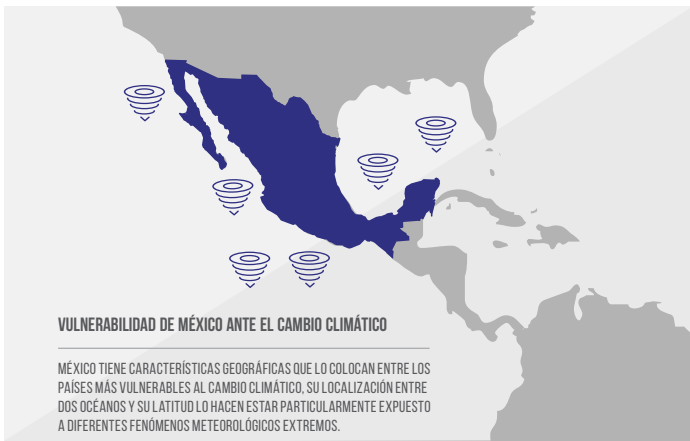 VULNERABILIDAD DE MÉXICO ANTE EL CAMBIO CLIMÁTICO
MÉXICO TIENE CARACTERÍSTICAS GEOGRÁFICAS QUE LO COLOCAN ENTRE LOS
PAÍSES MÁS VULNERABLES AL CAMBIO CLIMÁTICO, SU LOCALIZACIÓN ENTRE
DOS OCÉANOS Y SU LATITUD LO HACEN ESTAR PARTICULARMENTE EXPUESTO
A DIFERENTES FENÓMENOS METEOROLÓGICOS EXTREMOS.